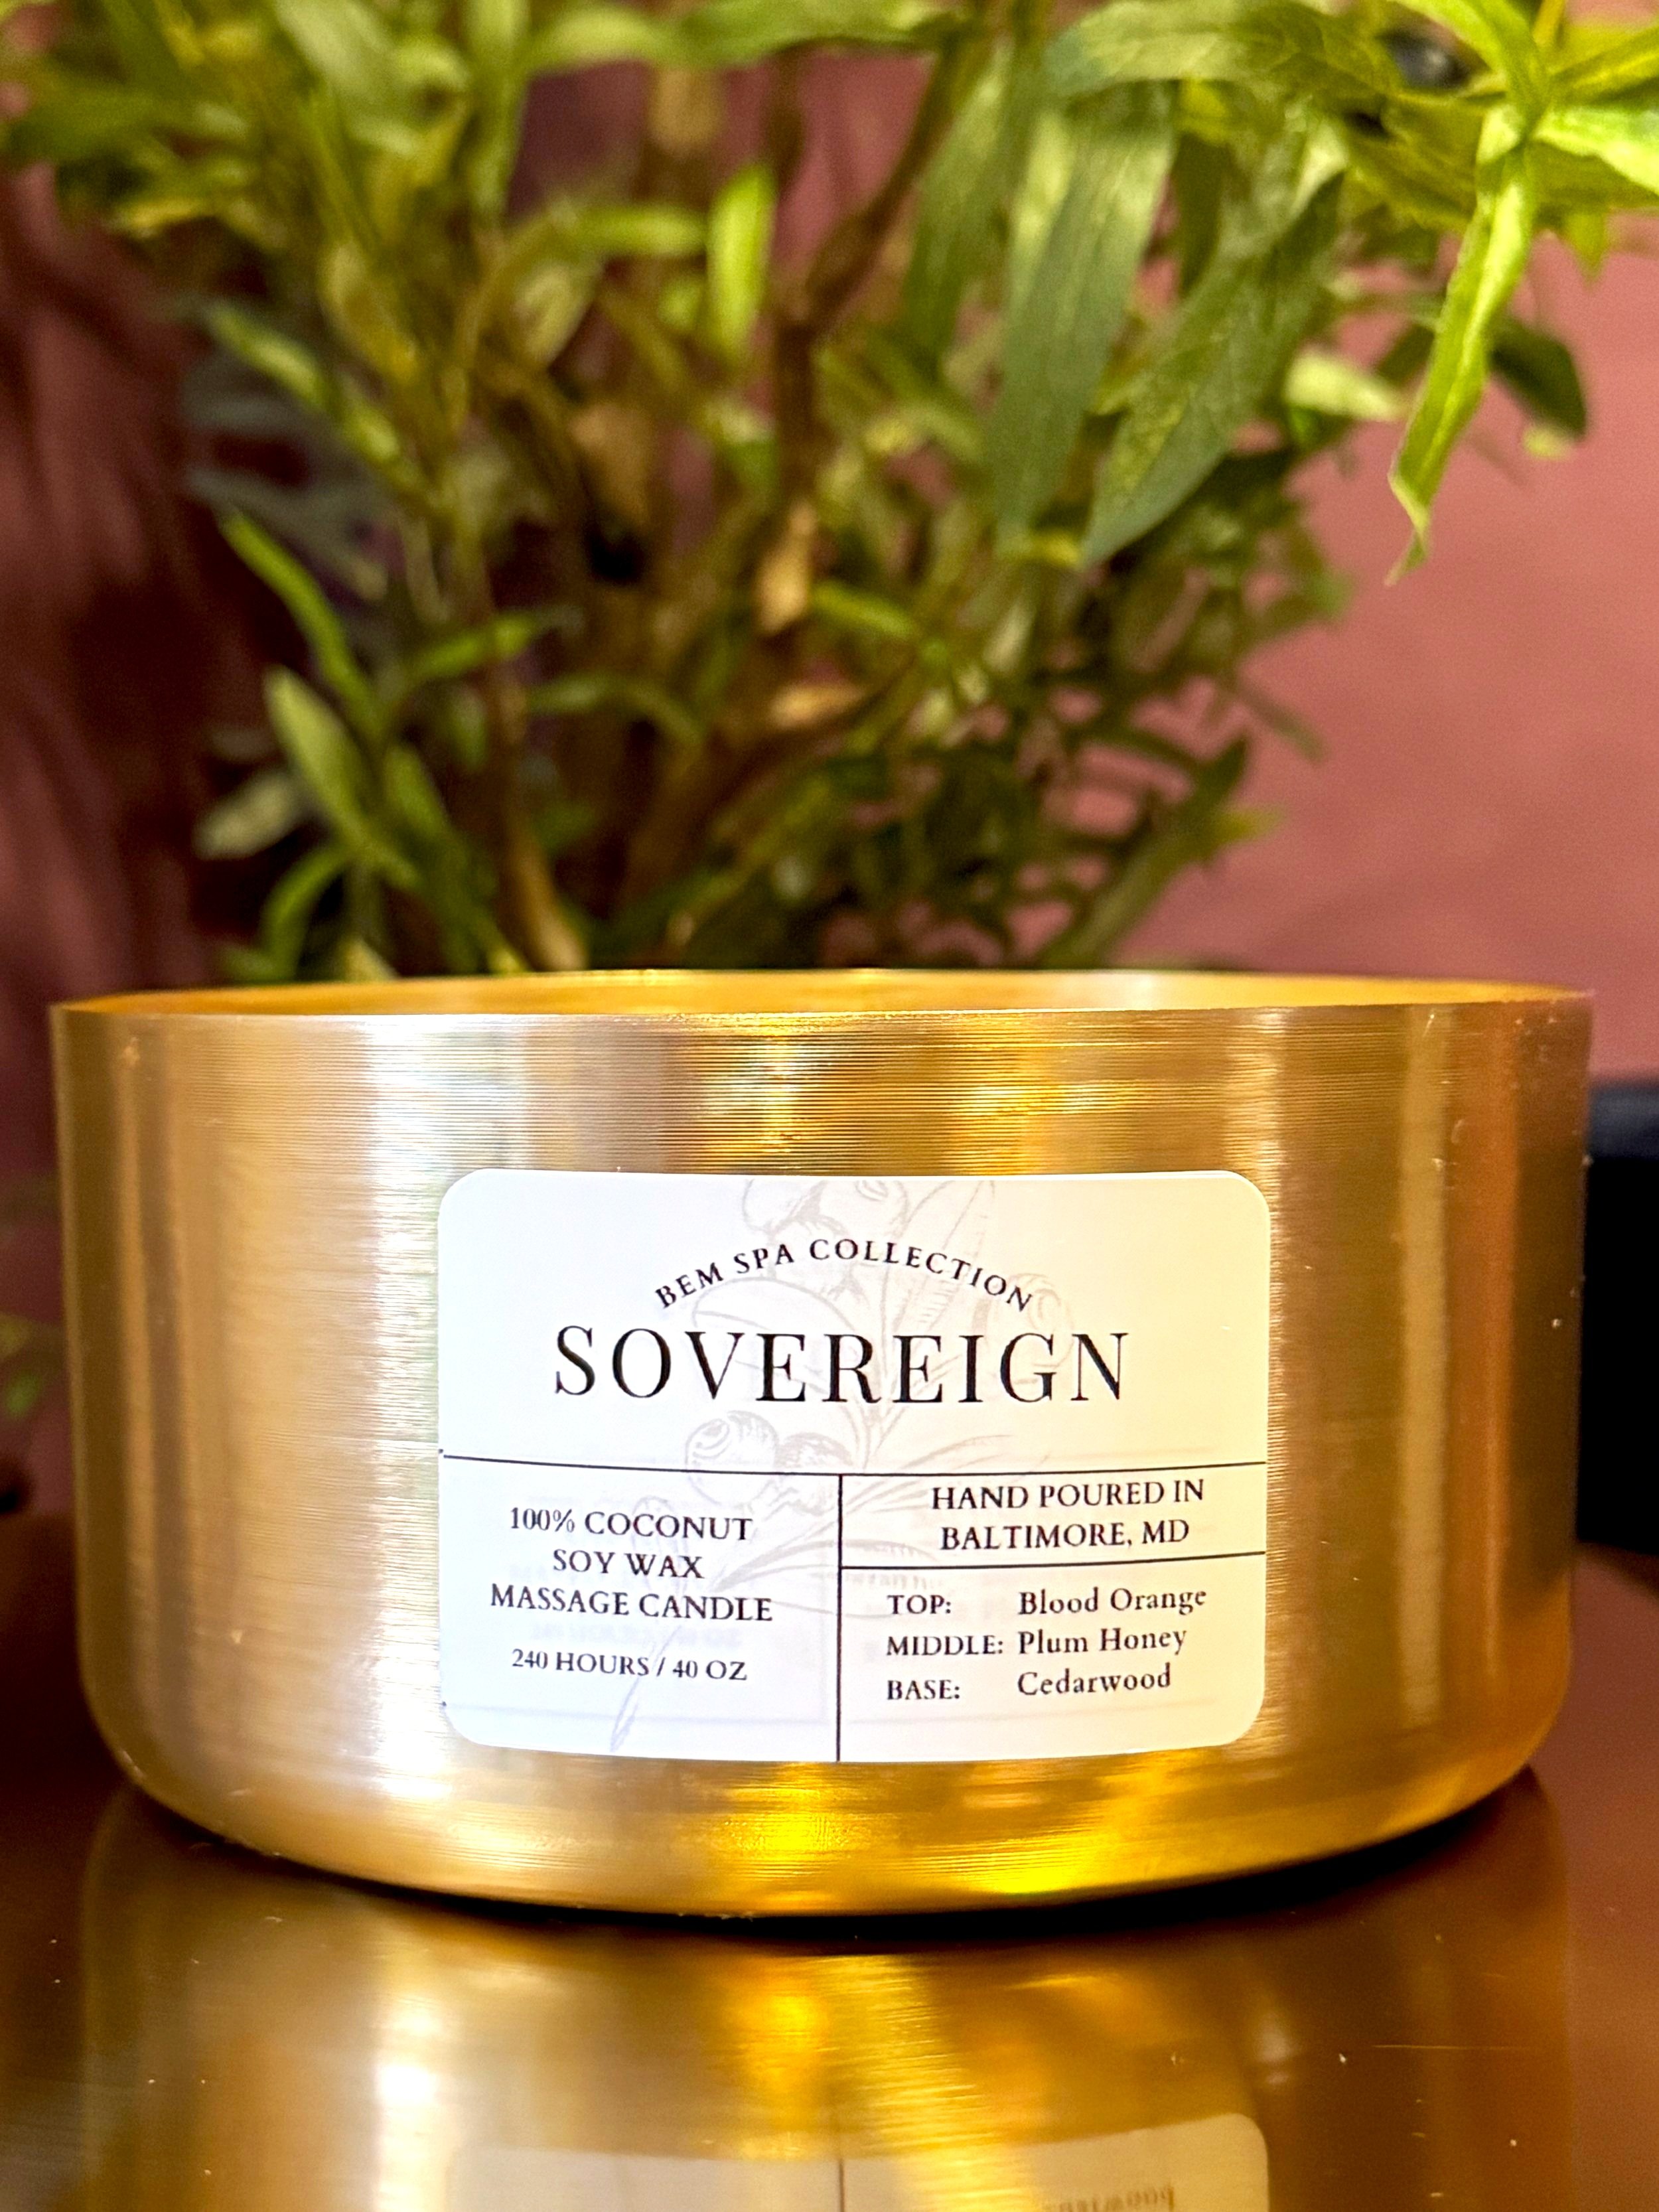 BEM SPA COLLECTION
SOVEREIGN
100% COCONUT
SOY WAX
MASSAGE CANDLE
240 HOURS / 40 OZ
HAND POURED IN
BALTIMORE, MD
TOP: Blood Orange
MIDDLE: Plum Honey
BASE: Cedarwood